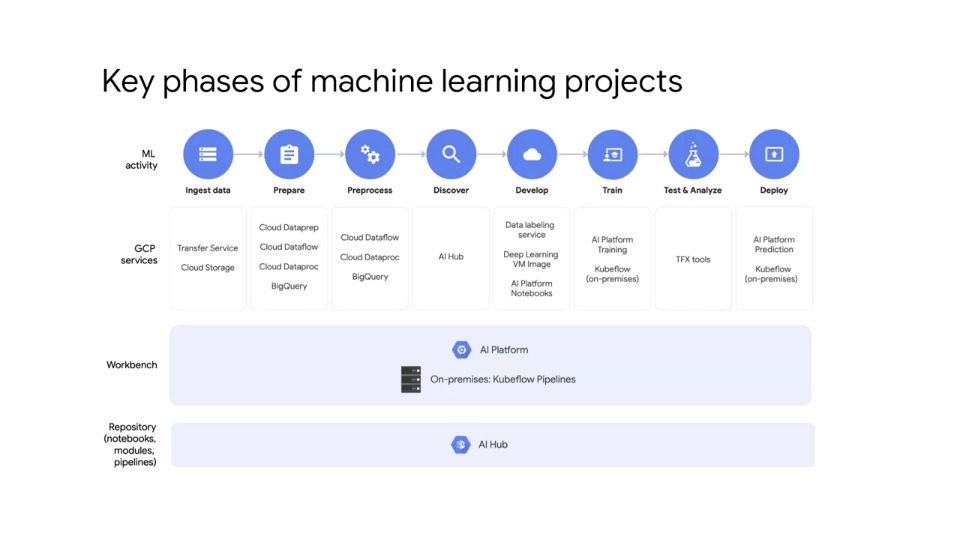 Key phases of machine learning projects
ML
activity
Ingest data
Prepare
Preprocess
Discover
Develop
Train
Test & Analyze
Deploy
GCP
services
Transfer Service
Cloud Storage
Cloud Dataprep
Cloud Dataflow
Cloud Dataproc
BigQuery
Cloud Dataflow
Cloud Dataproc
BigQuery
AI Hub
Data labeling
service
Deep Learning
VM Image
AI Platform
Notebooks
AI Platform
Training
Kubeflow
(on-premises)
TFX tools
AI Platform
Prediction
Kubeflow
(on-premises)
Workbench
AI Platform
On-premises: Kubeflow Pipelines
Repository
(notebooks,
modules,
pipelines)
AI Hub